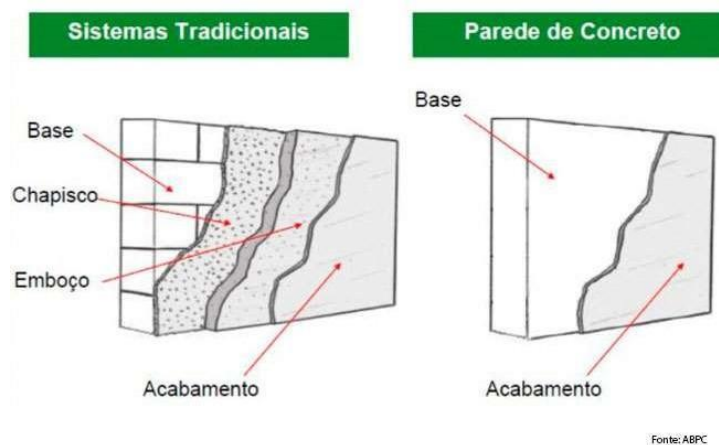 Sistemas Tradicionais
Parede de Concreto
Base
Chapisco
Emboço
Acabamento
Base
Acabamento
Fonte: ABPC